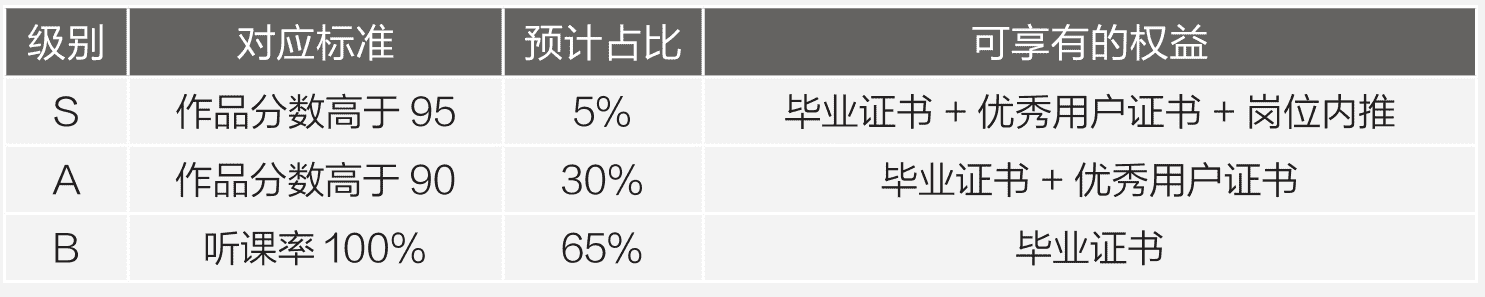 级别 对应标准 预计占比 可享有的权益
S 作品分数高于 95 5% 毕业证书 + 优秀用户证书 + 岗位内推
A 作品分数高于 90 30% 毕业证书 + 优秀用户证书
B 听课率 100% 65% 毕业证书